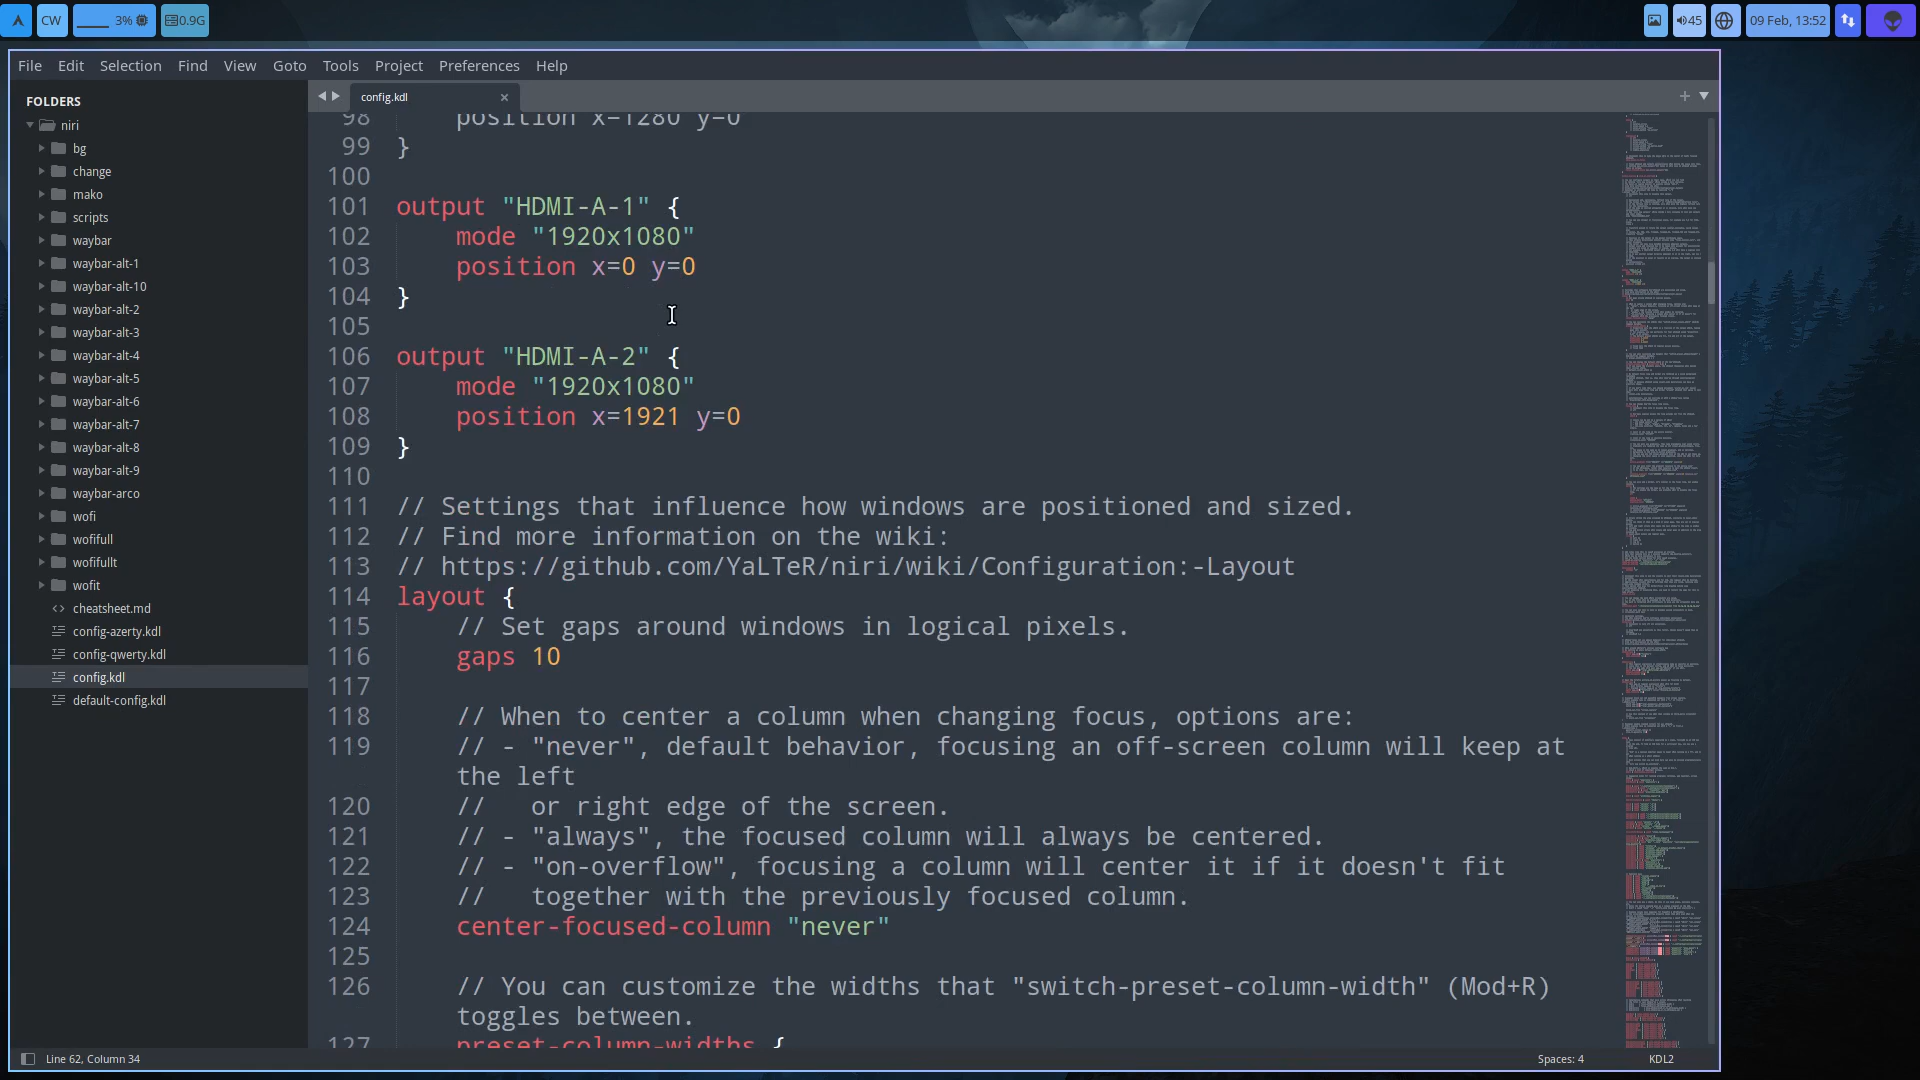 CW
3%
0.9G
45
09 Feb, 13:52
File Edit Selection Find View Goto Tools Project Preferences Help
FOLDERS
niri
bg
change
mako
scripts
waybar
waybar-alt-1
waybar-alt-10
waybar-alt-2
waybar-alt-3
waybar-alt-4
waybar-alt-5
waybar-alt-6
waybar-alt-7
waybar-alt-8
waybar-alt-9
waybar-arco
wofi
wofifull
wofifullt
wofit
cheatsheet.md
config-azerty.kdl
config-qwerty.kdl
config.kdl
default-config.kdl
config.kdl
98     position x=1280 y=0
99 }
100
101 output "HDMI-A-1" {
102     mode "1920x1080"
103     position x=0 y=0
104 }
105
106 output "HDMI-A-2" {
107     mode "1920x1080"
108     position x=1921 y=0
109 }
110
111 // Settings that influence how windows are positioned and sized.
112 // Find more information on the wiki:
113 // https://github.com/YaLTeR/niri/wiki/Configuration:-Layout
114 layout {
115     // Set gaps around windows in logical pixels.
116     gaps 10
117
118     // When to center a column when changing focus, options are:
119     // - "never", default behavior, focusing an off-screen column will keep at
the left
120     //   or right edge of the screen.
121     // - "always", the focused column will always be centered.
122     // - "on-overflow", focusing a column will center it if it doesn't fit
123     //   together with the previously focused column.
124     center-focused-column "never"
125
126     // You can customize the widths that "switch-preset-column-width" (Mod+R)
toggles between.
127     preset-column-widths {
Line 62, Column 34
Spaces: 4
KDL2